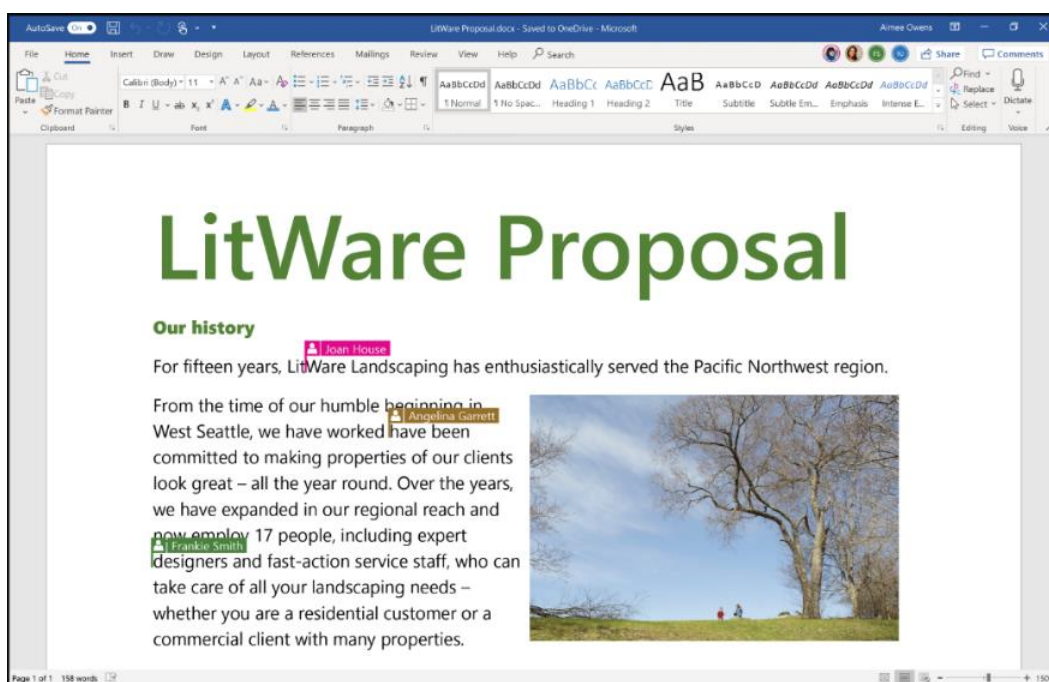 AutoSave On
LitWare Proposal.docx - Saved to OneDrive - Microsoft
Aimee Owens
File Home Insert Draw Design Layout References Mailings Review View Help Search
Share Comments
Paste
Cut
Copy
Format Painter
Clipboard
Calibri (Body) 11
Font
Paragraph
AaBbCcDd AaBbCcDd AaBbCc AaBbCcC AaB AaBbCcD AaBbCcDd AaBbCcDd AaBbCcDd
¶ Normal ¶ No Spac... Heading 1 Heading 2 Title Subtitle Subtle Em... Emphasis Intense E...
Styles
Find
Replace
Select
Editing
Dictate
Voice
LitWare Proposal
Our history
Joan House
For fifteen years, LitWare Landscaping has enthusiastically served the Pacific Northwest region.
From the time of our humble beginning in
Angelina Garrett
West Seattle, we have worked have been
committed to making properties of our clients
look great – all the year round. Over the years,
we have expanded in our regional reach and
now employ 17 people, including expert
Frankie Smith
designers and fast-action service staff, who can
take care of all your landscaping needs –
whether you are a residential customer or a
commercial client with many properties.
Page 1 of 1 158 words
150